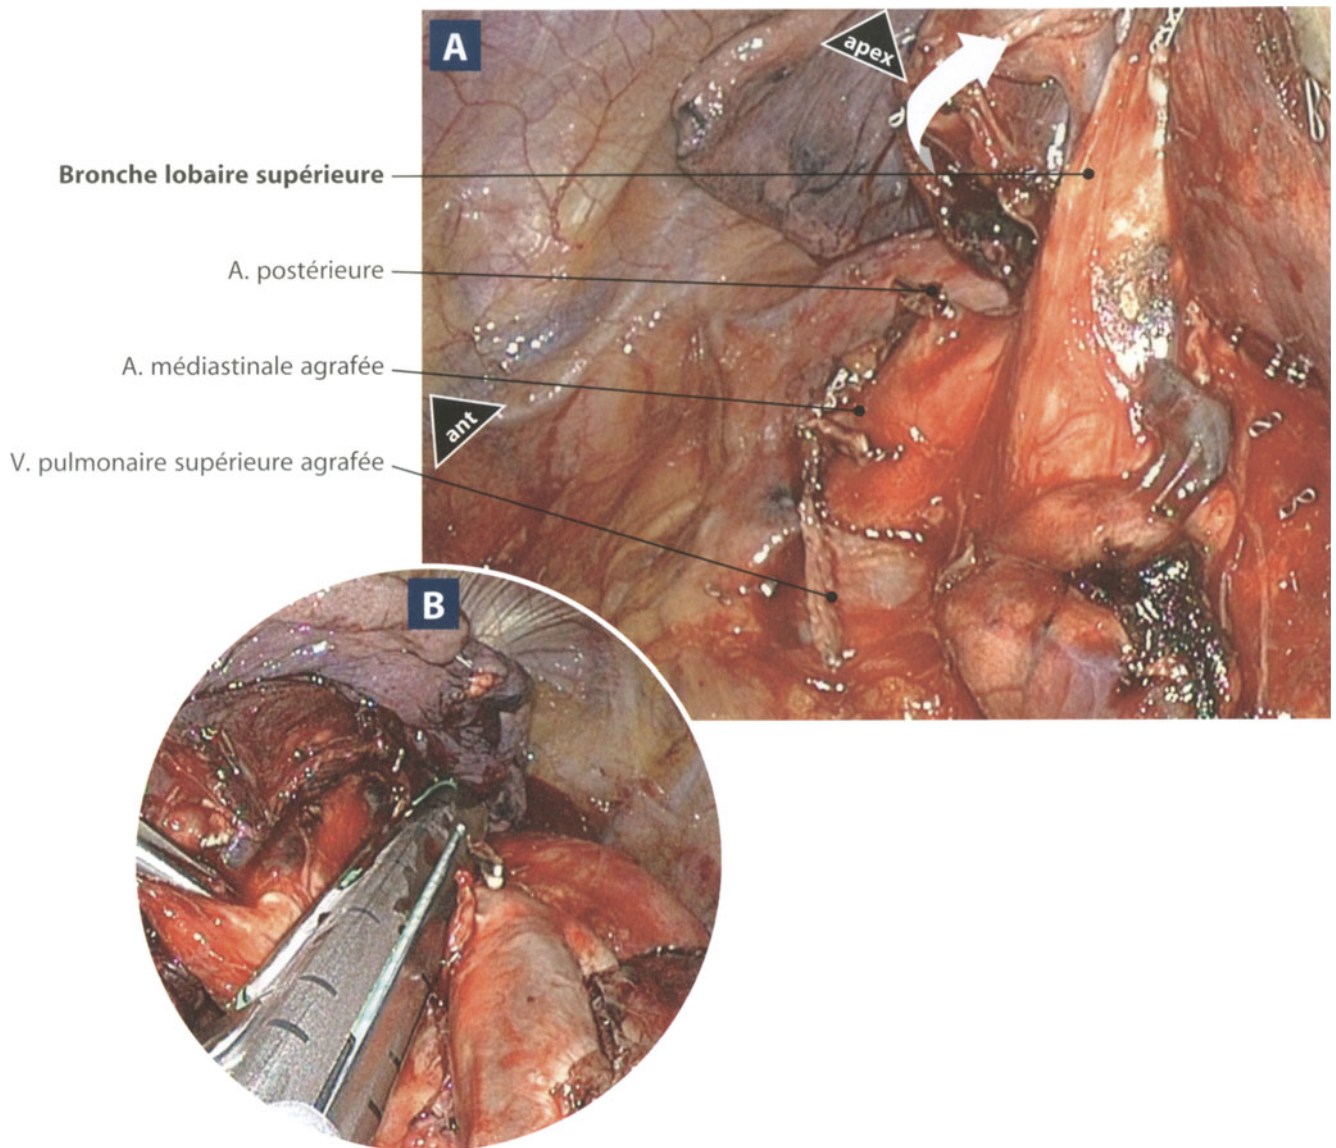 A
apex
Bronche lobaire supérieure
A. postérieure
A. médiastinale agrafée
ant
V. pulmonaire supérieure agrafée
B